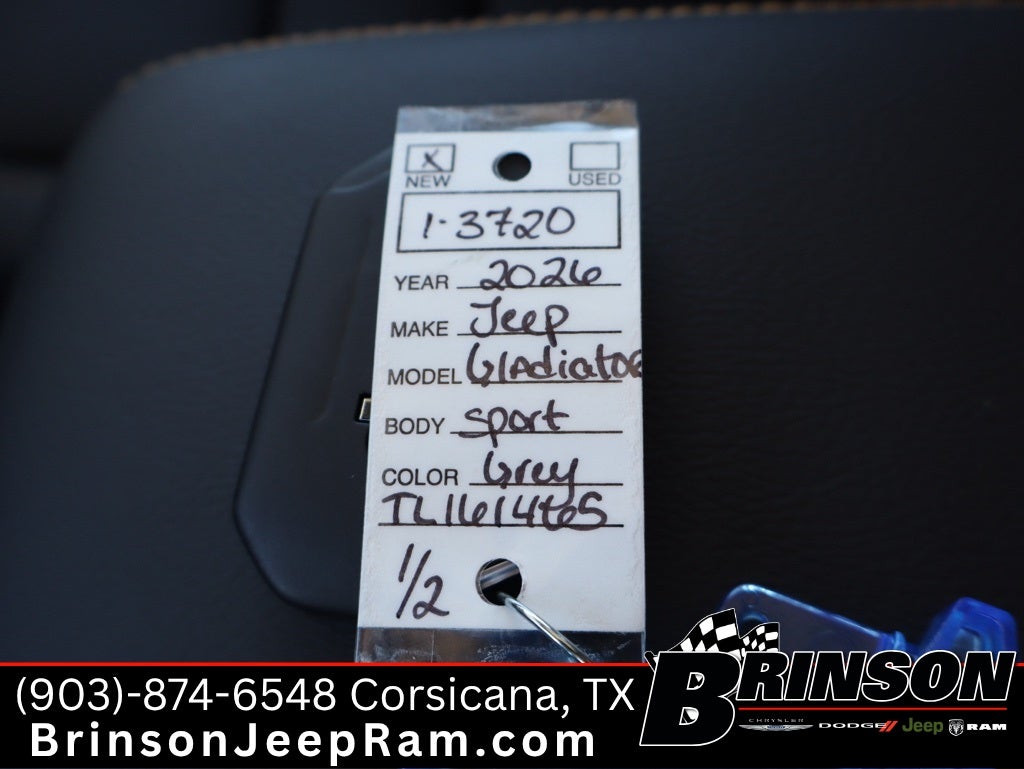 X
NEW USED
1-3720
YEAR 2026
MAKE Jeep
MODEL GlAdiator
BODY sport
COLOR Grey
1/2
(903)-874-6548 Corsicana, TX
BrinsonJeepRam.com
BRINSON
CHRYSLER DODGE Jeep RAM